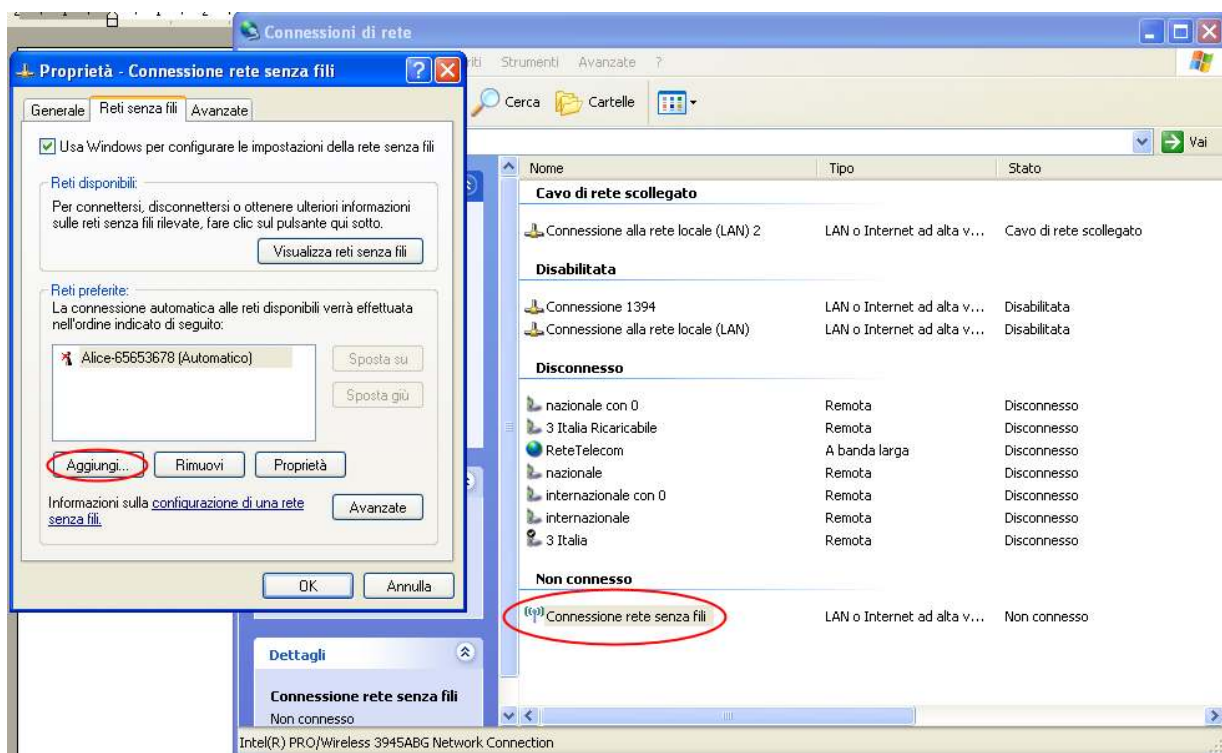 Connessioni di rete
Strumenti Avanzate ?
Cerca Cartelle
Vai
Proprietà - Connessione rete senza fili
Generale Reti senza fili Avanzate
Usa Windows per configurare le impostazioni della rete senza fili
Reti disponibili:
Per connettersi, disconnettersi o ottenere ulteriori informazioni
sulle reti senza fili rilevate, fare clic sul pulsante qui sotto.
Visualizza reti senza fili
Reti preferite:
La connessione automatica alle reti disponibili verrà effettuata
nell'ordine indicato di seguito:
Alice-65653678 (Automatico)
Sposta su
Sposta giù
Aggiungi... Rimuovi Proprietà
Informazioni sulla configurazione di una rete
senza fili.
Avanzate
OK Annulla
Nome Tipo Stato
Cavo di rete scollegato
Connessione alla rete locale (LAN) 2 LAN o Internet ad alta v... Cavo di rete scollegato
Disabilitata
Connessione 1394 LAN o Internet ad alta v... Disabilitata
Connessione alla rete locale (LAN) LAN o Internet ad alta v... Disabilitata
Disconnesso
nazionale con 0 Remota Disconnesso
3 Italia Ricaricabile Remota Disconnesso
ReteTelecom A banda larga Disconnesso
nazionale Remota Disconnesso
internazionale con 0 Remota Disconnesso
internazionale Remota Disconnesso
3 Italia Remota Disconnesso
Non connesso
Connessione rete senza fili LAN o Internet ad alta v... Non connesso
Dettagli
Connessione rete senza fili
Non connesso
Intel(R) PRO/Wireless 3945ABG Network Connection